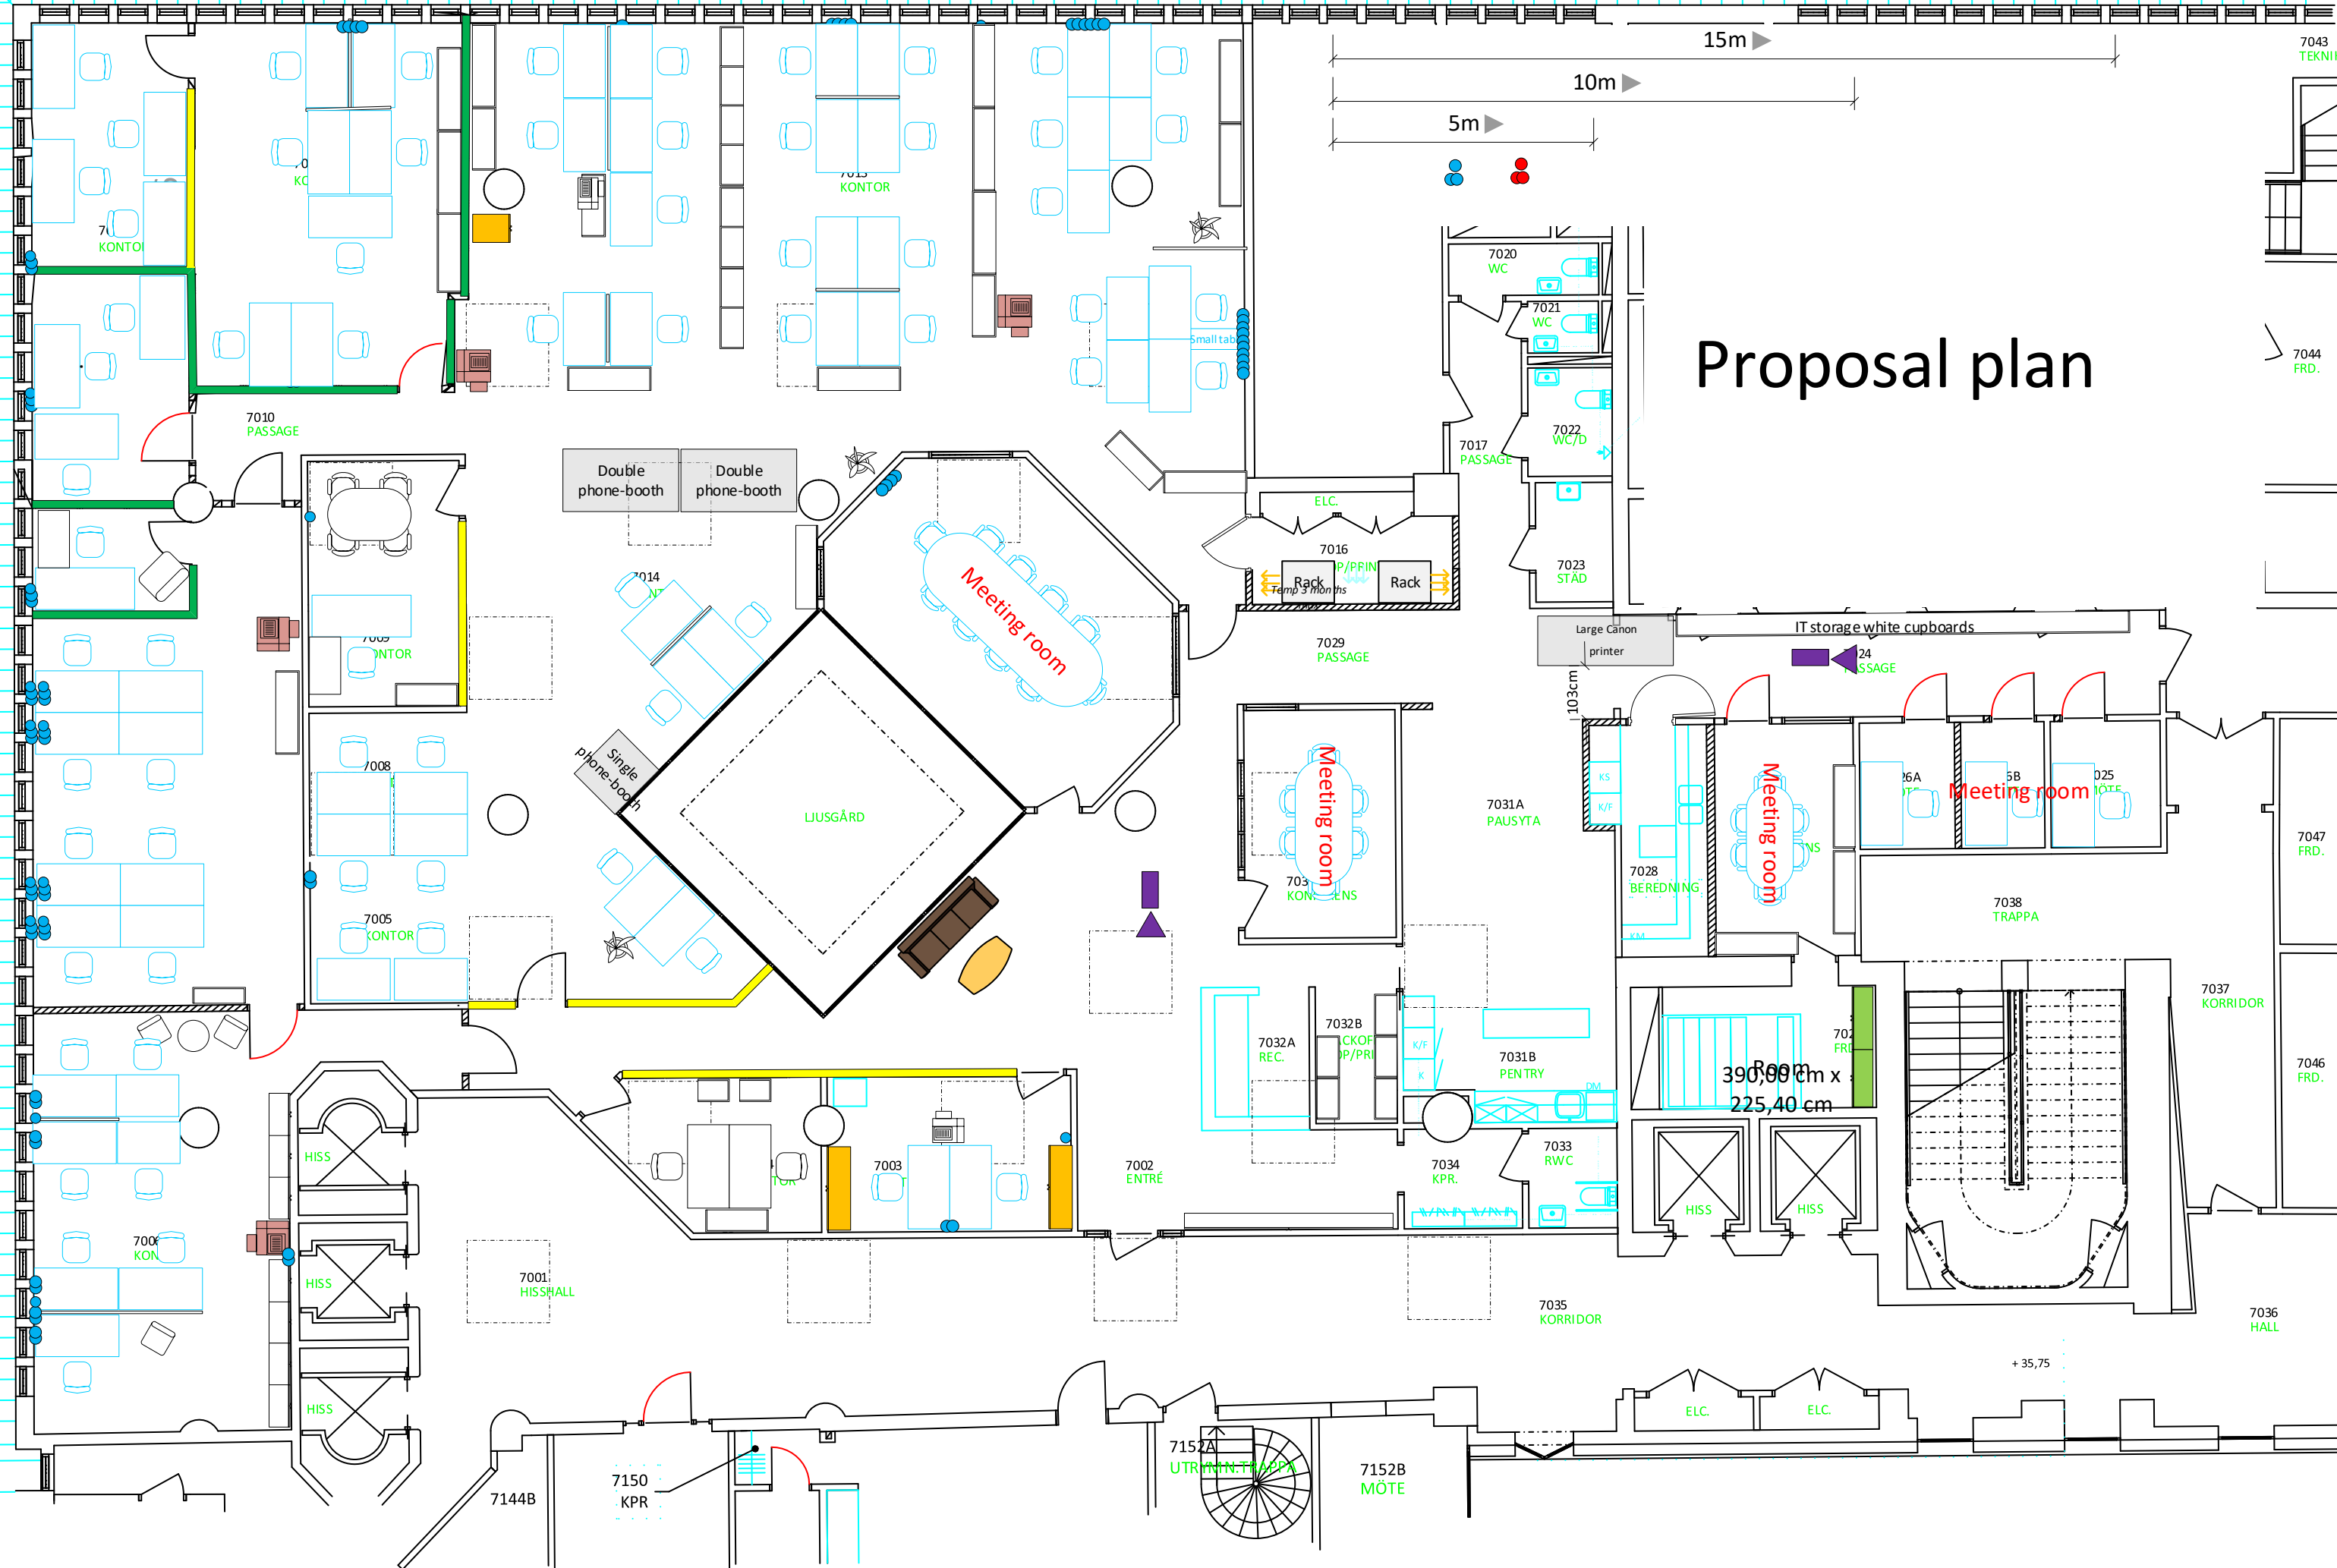 15m
10m
5m
7043
7020
WC
7021
WC
7022
WC/D
7017
PASSAGE
7023
STÄD
Proposal plan
7044
FRD.
KONTOR
Small tab
7010
PASSAGE
Double
phone-booth
Double
phone-booth
ELC.
7016
Rack
Rack
Temp 3 months
7014
7009
Meeting room
7029
PASSAGE
Large Canon
printer
103cm
IT storage white cupboards
7008
Single
phone-booth
LJUSGÅRD
Meeting room
7031A
PAUSYTA
KS
K/F
7028
BEREDNING
KM
Meeting room
Meeting room
7038
TRAPPA
7047
FRD.
7005
KONTOR
7037
KORRIDOR
7032A
REC.
7032B
K/F
K
7031B
PENTRY
DM
Room
390,00 cm x
225,40 cm
7046
FRD.
HISS
HISS
HISS
7003
7002
ENTRÉ
7034
KPR.
7033
RWC
HISS
HISS
7001
HISSHALL
7035
KORRIDOR
7036
HALL
+ 35,75
ELC.
ELC.
7144B
7150
KPR
7152A
UTRYMN.TRAPPA
7152B
MÖTE